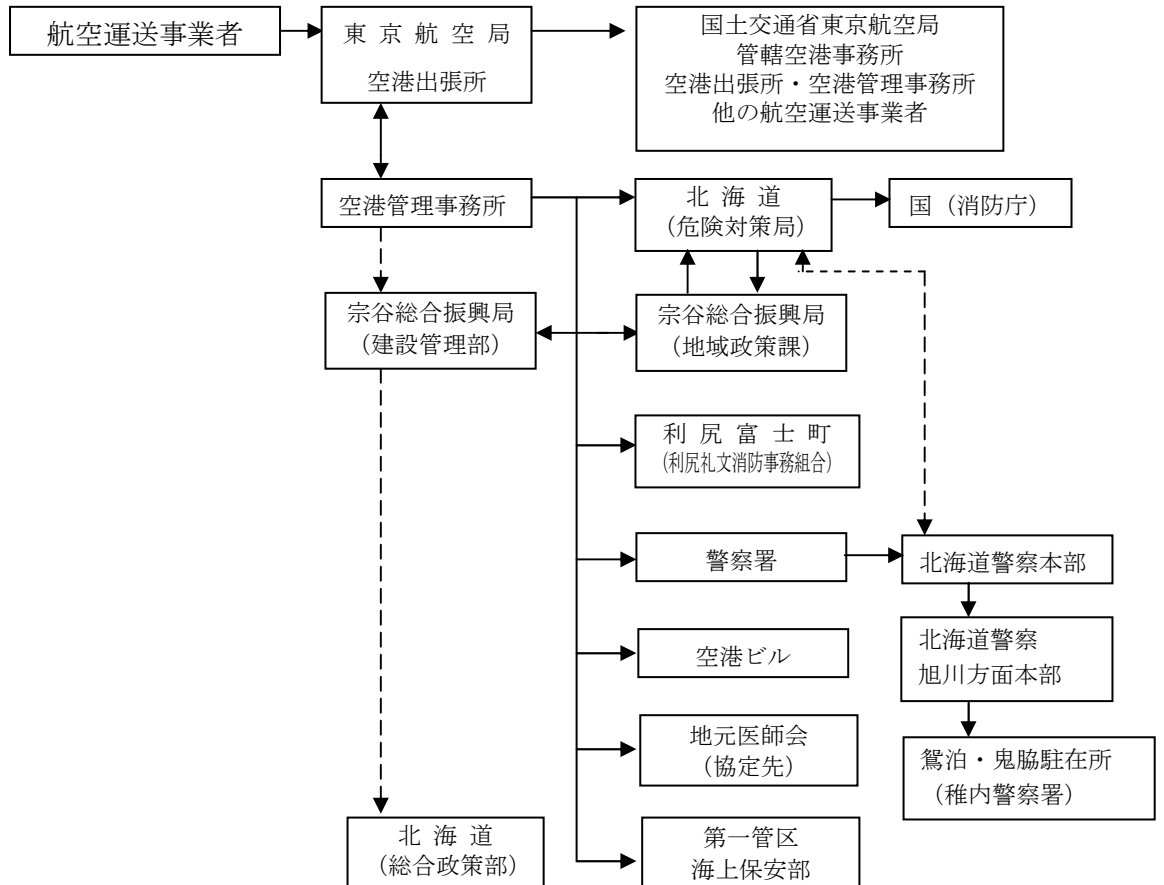 航空運送事業者
東京航空局
空港出張所
国土交通省東京航空局
管轄空港事務所
空港出張所・空港管理事務所
他の航空運送事業者
空港管理事務所
北海道
(危険対策局)
国（消防庁）
宗谷総合振興局
(建設管理部)
宗谷総合振興局
(地域政策課)
利尻富士町
(利尻礼文消防事務組合)
警察署
北海道警察本部
空港ビル
北海道警察
旭川方面本部
地元医師会
(協定先)
鴛泊・鬼脇駐在所
（稚内警察署）
北海道
(総合政策部)
第一管区
海上保安部